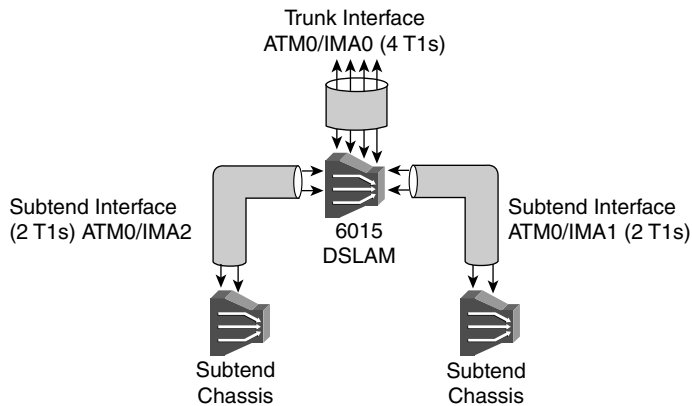 Trunk Interface
ATM0/IMA0 (4 T1s)
Subtend Interface
(2 T1s) ATM0/IMA2
6015
DSLAM
Subtend Interface
ATM0/IMA1 (2 T1s)
Subtend
Chassis
Subtend
Chassis